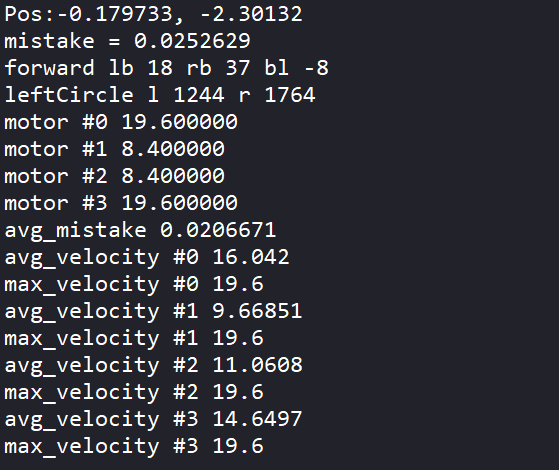 Pos:-0.179733, -2.30132
mistake = 0.0252629
forward lb 18 rb 37 bl -8
leftCircle l 1244 r 1764
motor #0 19.600000
motor #1 8.400000
motor #2 8.400000
motor #3 19.600000
avg_mistake 0.0206671
avg_velocity #0 16.042
max_velocity #0 19.6
avg_velocity #1 9.66851
max_velocity #1 19.6
avg_velocity #2 11.0608
max_velocity #2 19.6
avg_velocity #3 14.6497
max_velocity #3 19.6